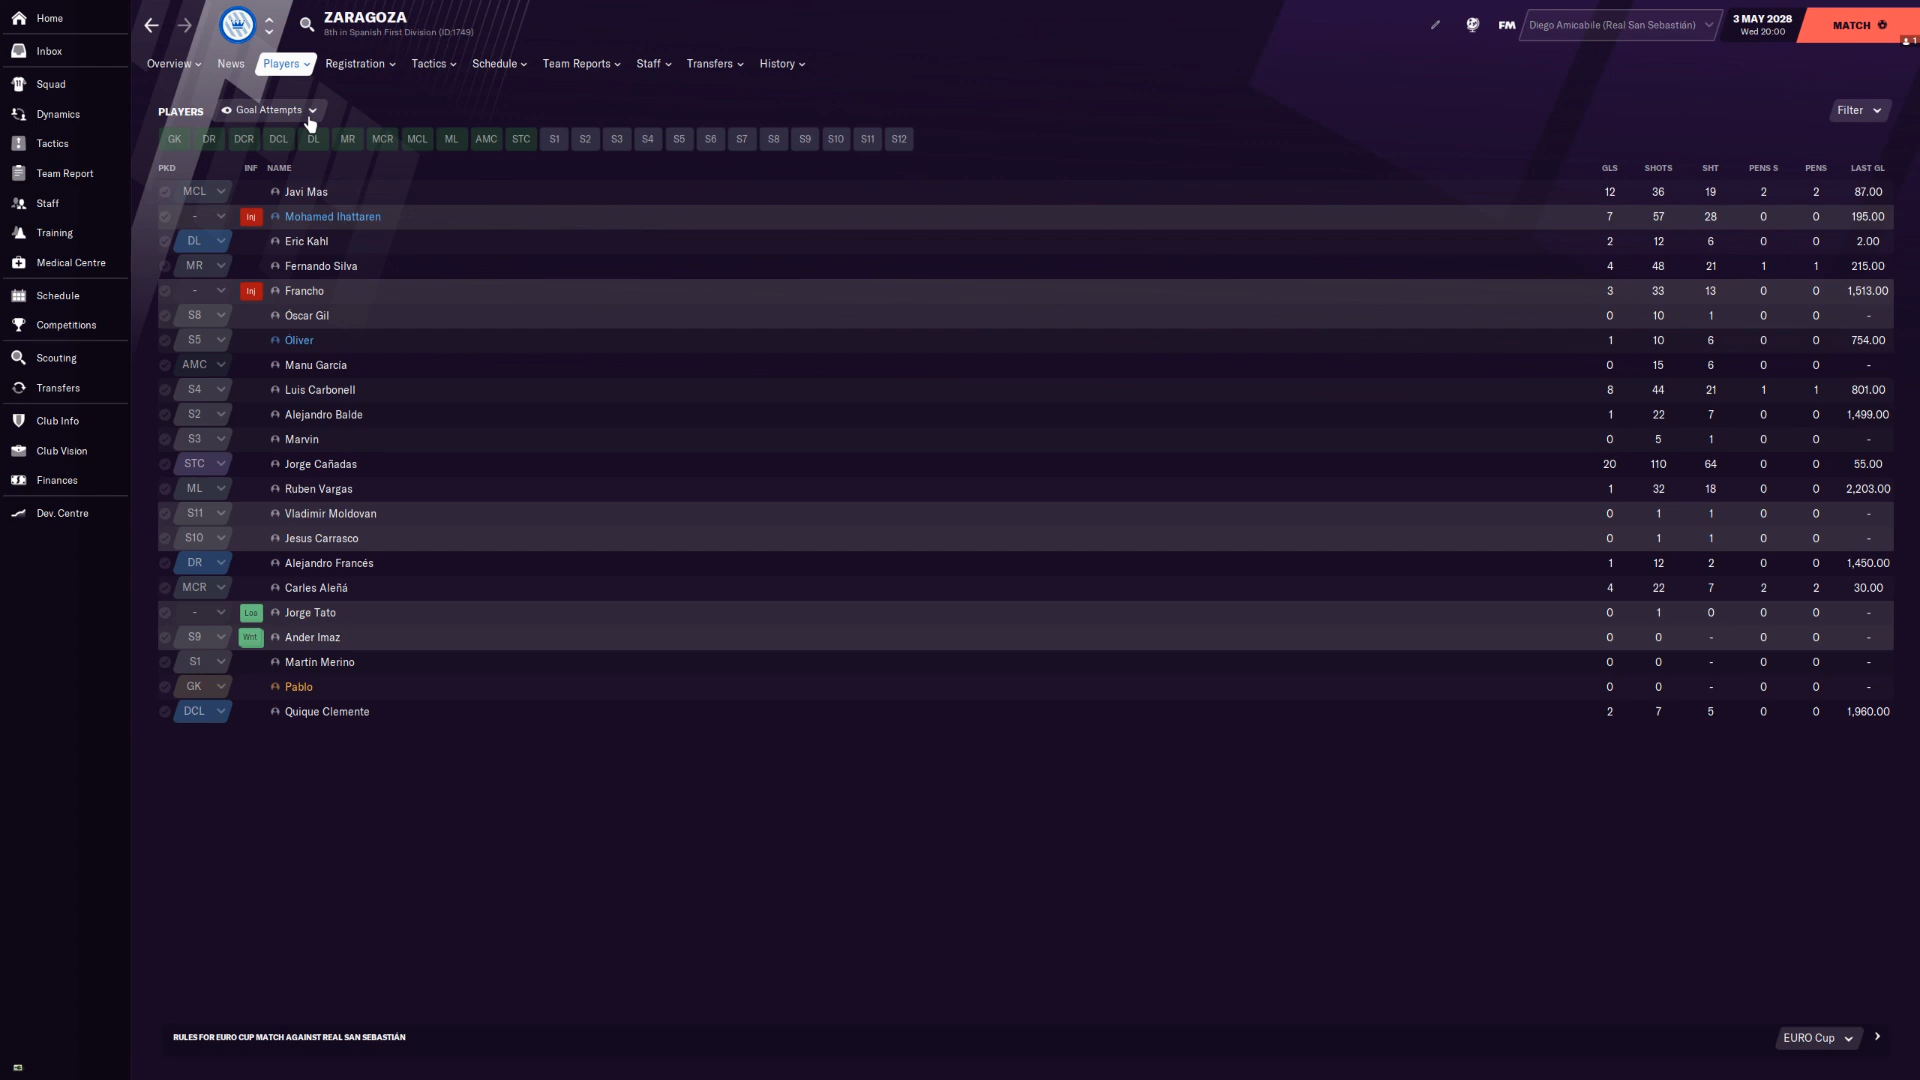 Home
Inbox
Squad
Dynamics
Tactics
Team Report
Staff
Training
Medical Centre
Schedule
Competitions
Scouting
Transfers
Club Info
Club Vision
Finances
Dev. Centre
ZARAGOZA
8th in Spanish First Division (ID:1749)
FM Diego Amicabile (Real San Sebastián) 3 MAY 2028 Wed 20:00 MATCH
1
Overview News Players Registration Tactics Schedule Team Reports Staff Transfers History
PLAYERS Goal Attempts Filter
GK DR DCR DCL DL MR MCR MCL ML AMC STC S1 S2 S3 S4 S5 S6 S7 S8 S9 S10 S11 S12
PKD INF NAME GLS SHOTS SHT PENS S PENS LAST GL
MCL Javi Mas 12 36 19 2 2 87.00
- Inj Mohamed Ihattaren 7 57 28 0 0 195.00
DL Eric Kahl 2 12 6 0 0 2.00
MR Fernando Silva 4 48 21 1 1 215.00
- Inj Francho 3 33 13 0 0 1,513.00
S8 Óscar Gil 0 10 1 0 0 -
S5 Óliver 1 10 6 0 0 754.00
AMC Manu García 0 15 6 0 0 -
S4 Luis Carbonell 8 44 21 1 1 801.00
S2 Alejandro Balde 1 22 7 0 0 1,499.00
S3 Marvin 0 5 1 0 0 -
STC Jorge Cañadas 20 110 64 0 0 55.00
ML Ruben Vargas 1 32 18 0 0 2,203.00
S11 Vladimir Moldovan 0 1 1 0 0 -
S10 Jesus Carrasco 0 1 1 0 0 -
DR Alejandro Francés 1 12 2 0 0 1,450.00
MCR Carles Aleñá 4 22 7 2 2 30.00
- Loa Jorge Tato 0 1 0 0 0 -
S9 Wnt Ander Imaz 0 0 - 0 0 -
S1 Martín Merino 0 0 - 0 0 -
GK Pablo 0 0 - 0 0 -
DCL Quique Clemente 2 7 5 0 0 1,960.00
RULES FOR EURO CUP MATCH AGAINST REAL SAN SEBASTIÁN EURO Cup